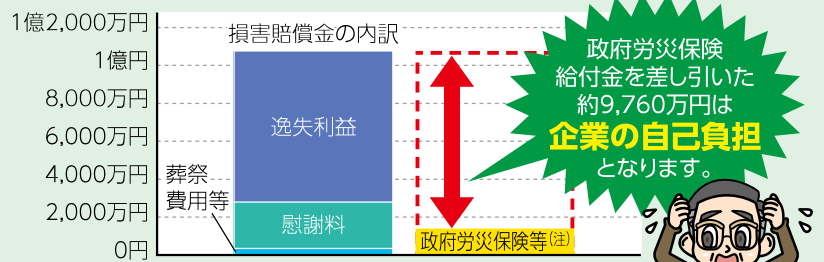 損害賠償金の内訳
1億2,000万円
1億円
8,000万円
6,000万円
4,000万円
2,000万円
0円
逸失利益
慰謝料
葬祭
費用等
政府労災保険等(注)
政府労災保険
給付金を差し引いた
約9,760万円は
企業の自己負担
となります。